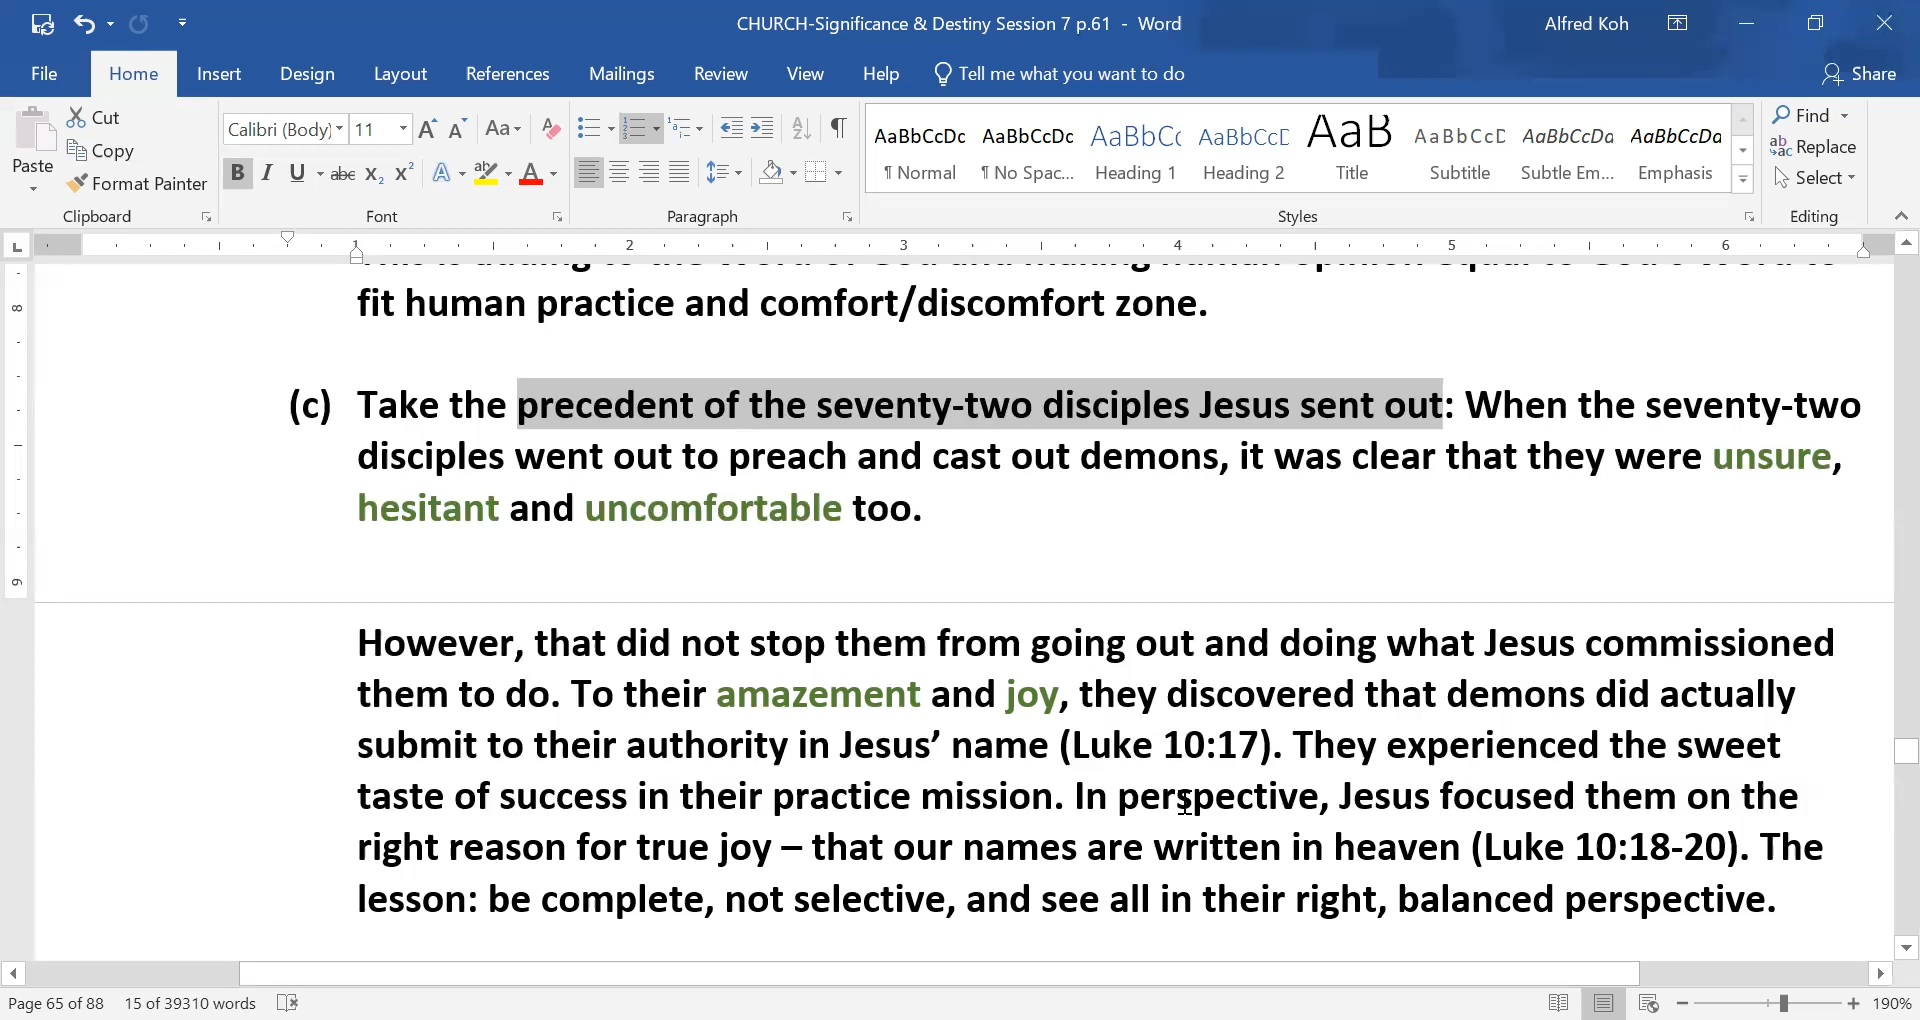 CHURCH-Significance & Destiny Session 7 p.61 - Word
Alfred Koh
File Home Insert Design Layout References Mailings Review View Help Tell me what you want to do Share
Paste
Cut
Copy
Format Painter
Clipboard
Calibri (Body) 11
Font
Paragraph
AaBbCcDc
¶ Normal
AaBbCcDc
¶ No Spac...
AaBbCc
Heading 1
AaBbCcD
Heading 2
AaB
Title
AaBbCcD
Subtitle
AaBbCcDd
Subtle Em...
AaBbCcDd
Emphasis
Styles
Find
Replace
Select
Editing
1 2 3 4 5 6
8
9
fit human practice and comfort/discomfort zone.
(c) Take the precedent of the seventy-two disciples Jesus sent out: When the seventy-two
disciples went out to preach and cast out demons, it was clear that they were unsure,
hesitant and uncomfortable too.
However, that did not stop them from going out and doing what Jesus commissioned
them to do. To their amazement and joy, they discovered that demons did actually
submit to their authority in Jesus’ name (Luke 10:17). They experienced the sweet
taste of success in their practice mission. In perspective, Jesus focused them on the
right reason for true joy – that our names are written in heaven (Luke 10:18-20). The
lesson: be complete, not selective, and see all in their right, balanced perspective.
Page 65 of 88 15 of 39310 words 190%